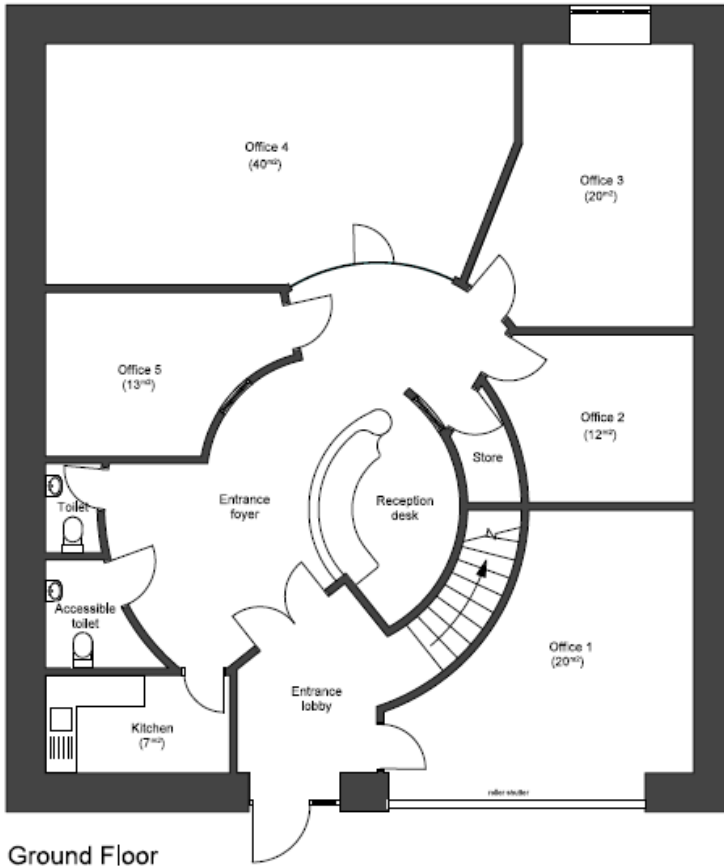 Office 4
(40m2)
Office 3
(20m2)
Office 5
(13m2)
Office 2
(12m2)
Store
Entrance
foyer
Reception
desk
Toilet
Accessible
toilet
Office 1
(20m2)
Entrance
lobby
Kitchen
(7m2)
roller shutter
Ground Floor